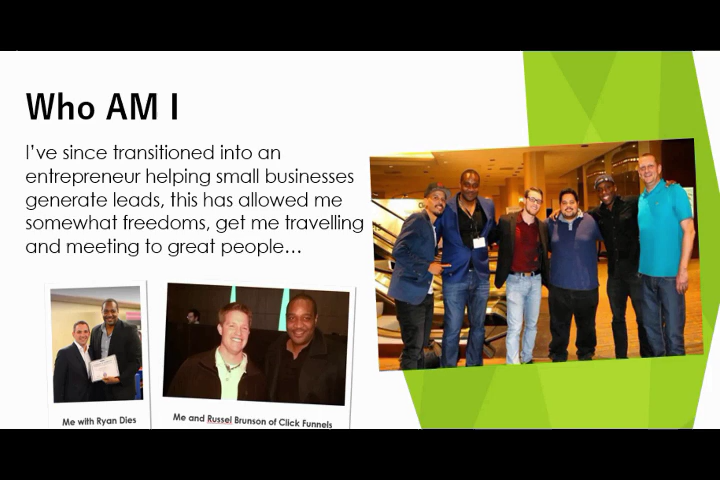 Who AM I
I've since transitioned into an
entrepreneur helping small businesses
generate leads, this has allowed me
somewhat freedoms, get me travelling
and meeting to great people…
Me with Ryan Dies
Me and Russel Brunson of Click Funnels